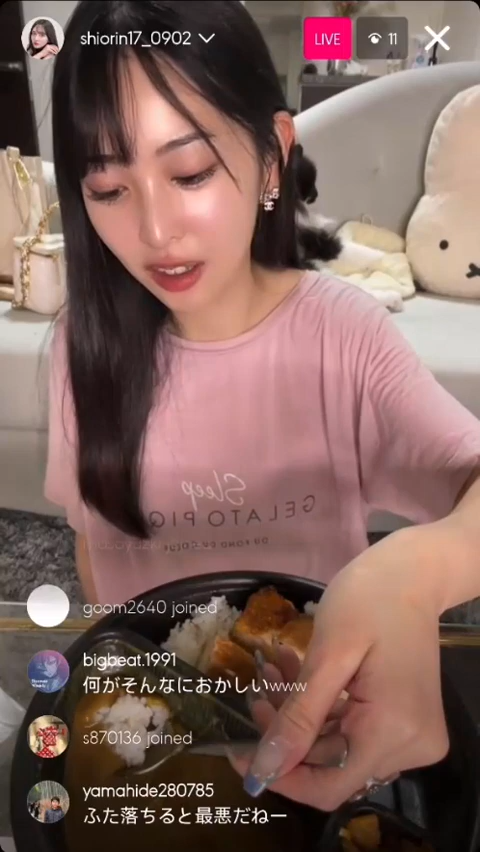 shiorin17_0902
LIVE
11
Sleep
GELATO PIQ
goom2640 joined
bigbeat.1991
何がそんなにおかしいwww
s870136 joined
yamahide280785
ふた落ちると最悪だねー